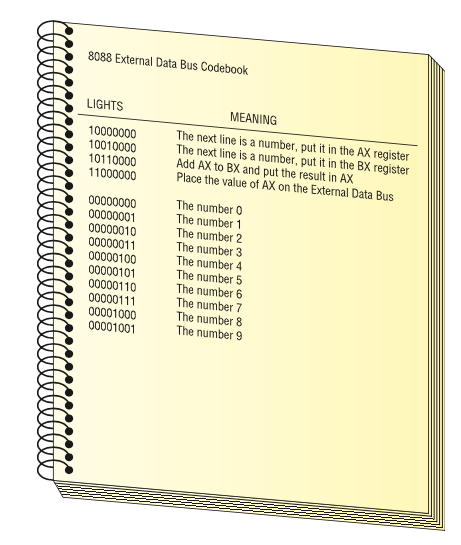 8088 External Data Bus Codebook
LIGHTS MEANING
10000000 The next line is a number, put it in the AX register
10010000 The next line is a number, put it in the BX register
10110000 Add AX to BX and put the result in AX
11000000 Place the value of AX on the External Data Bus
00000000 The number 0
00000001 The number 1
00000010 The number 2
00000011 The number 3
00000100 The number 4
00000101 The number 5
00000110 The number 6
00000111 The number 7
00001000 The number 8
00001001 The number 9